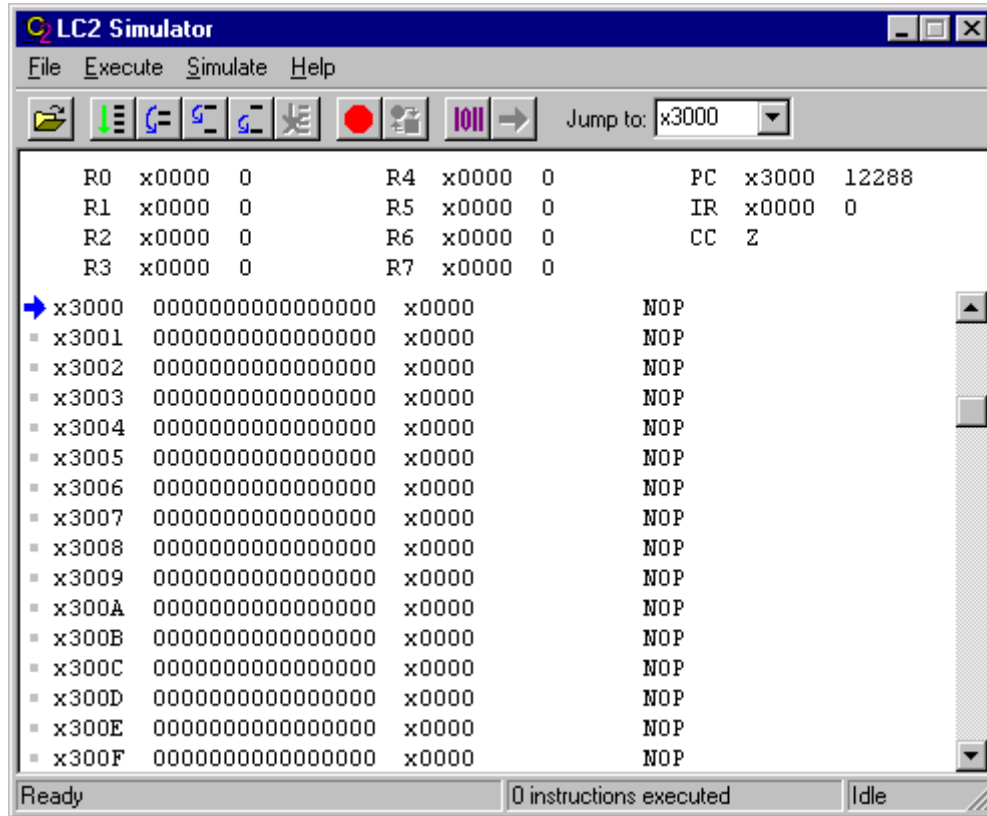 LC2 Simulator
File Execute Simulate Help
Jump to: x3000
R0 x0000 0 R4 x0000 0 PC x3000 12288
R1 x0000 0 R5 x0000 0 IR x0000 0
R2 x0000 0 R6 x0000 0 CC Z
R3 x0000 0 R7 x0000 0
x3000 0000000000000000 x0000 NOP
x3001 0000000000000000 x0000 NOP
x3002 0000000000000000 x0000 NOP
x3003 0000000000000000 x0000 NOP
x3004 0000000000000000 x0000 NOP
x3005 0000000000000000 x0000 NOP
x3006 0000000000000000 x0000 NOP
x3007 0000000000000000 x0000 NOP
x3008 0000000000000000 x0000 NOP
x3009 0000000000000000 x0000 NOP
x300A 0000000000000000 x0000 NOP
x300B 0000000000000000 x0000 NOP
x300C 0000000000000000 x0000 NOP
x300D 0000000000000000 x0000 NOP
x300E 0000000000000000 x0000 NOP
x300F 0000000000000000 x0000 NOP
Ready 0 instructions executed Idle